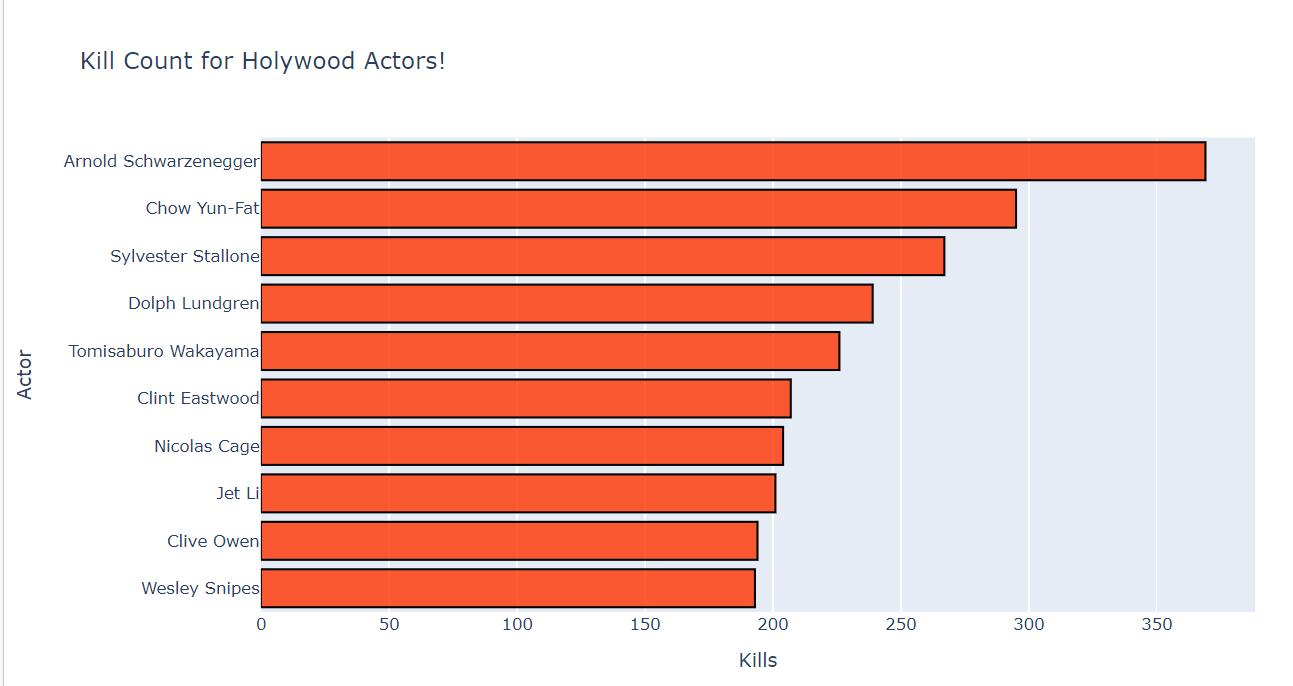 Kill Count for Holywood Actors!
Arnold Schwarzenegger
Chow Yun-Fat
Sylvester Stallone
Dolph Lundgren
Tomisaburo Wakayama
Clint Eastwood
Nicolas Cage
Jet Li
Clive Owen
Wesley Snipes
Actor
0 50 100 150 200 250 300 350
Kills